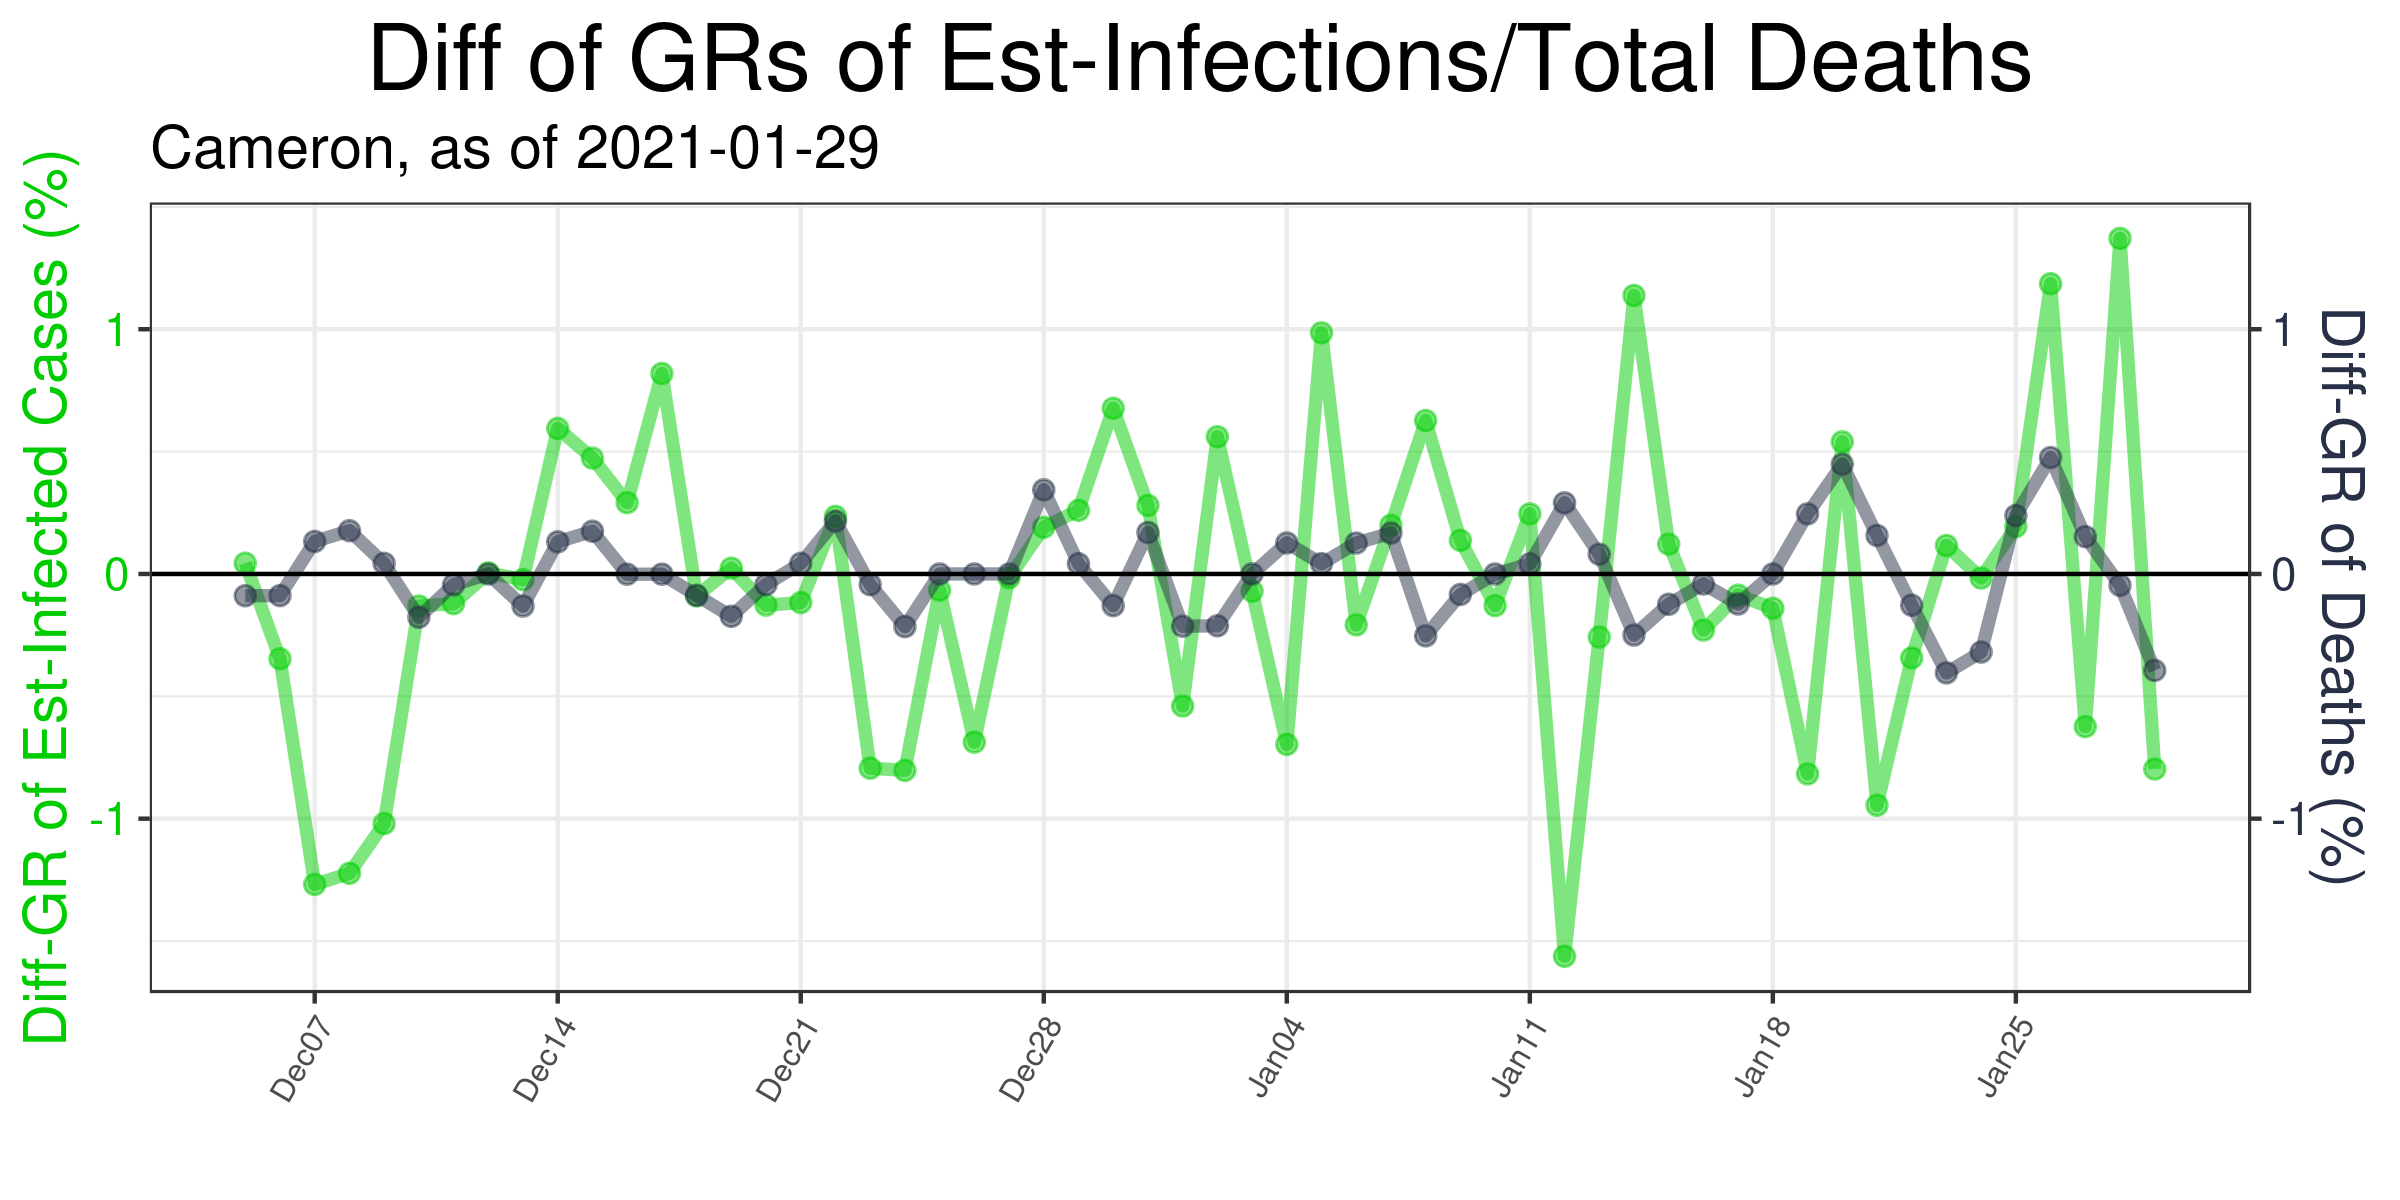 Diff of GRs of Est-Infections/Total Deaths
Cameron, as of 2021-01-29
Diff-GR of Est-Infected Cases (%)
1
0
-1
1
0
-1
Diff-GR of Deaths (%)
Dec07
Dec14
Dec21
Dec28
Jan04
Jan11
Jan18
Jan25